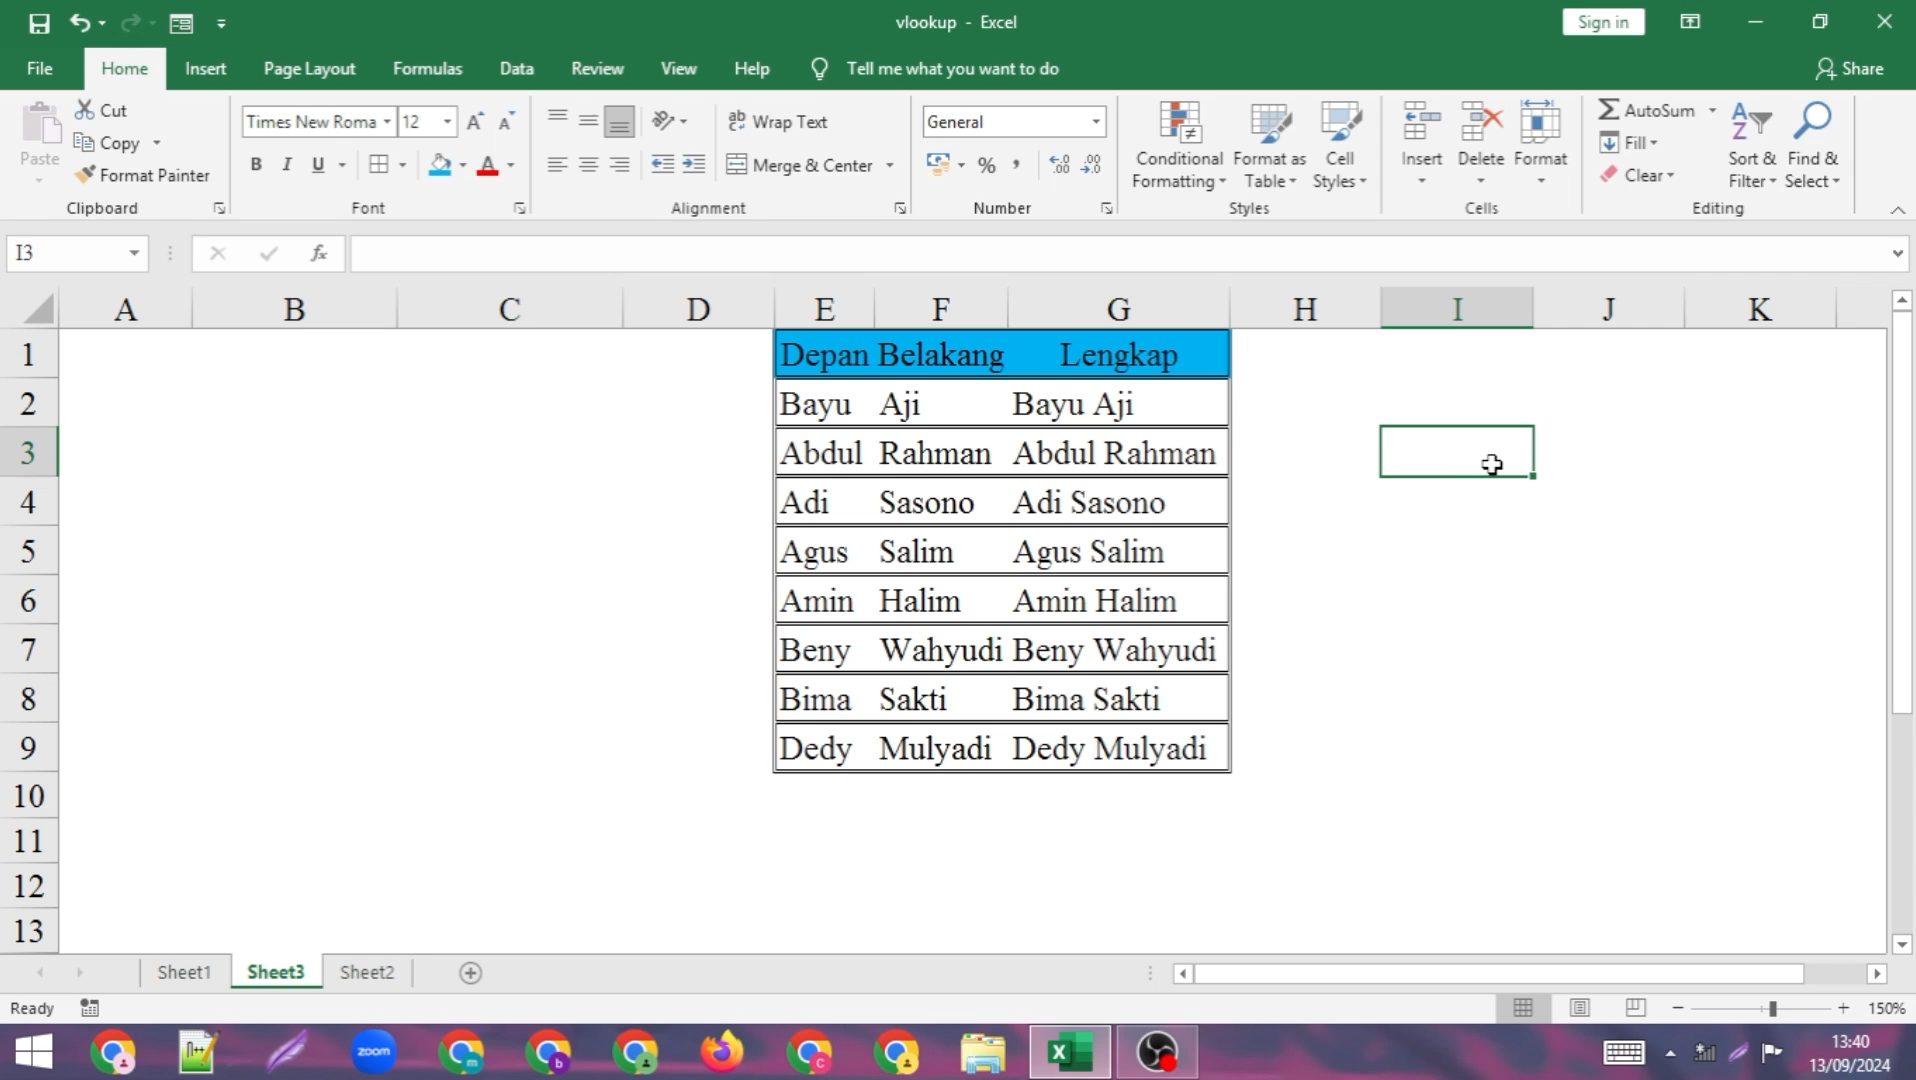 vlookup - Excel
Sign in
File Home Insert Page Layout Formulas Data Review View Help Tell me what you want to do Share
Paste
Cut
Copy
Format Painter
Clipboard
Times New Roma 12
B I U
Font
Wrap Text
Merge & Center
Alignment
General
%
Number
Conditional Formatting
Format as Table
Cell Styles
Styles
Insert Delete Format
Cells
AutoSum
Fill
Clear
Sort & Filter
Find & Select
Editing
I3
fx
A B C D E F G H I J K
1 Depan Belakang Lengkap
2 Bayu Aji Bayu Aji
3 Abdul Rahman Abdul Rahman
4 Adi Sasono Adi Sasono
5 Agus Salim Agus Salim
6 Amin Halim Amin Halim
7 Beny Wahyudi Beny Wahyudi
8 Bima Sakti Bima Sakti
9 Dedy Mulyadi Dedy Mulyadi
10
11
12
13
Sheet1 Sheet3 Sheet2
Ready
150%
zoom
13:40
13/09/2024